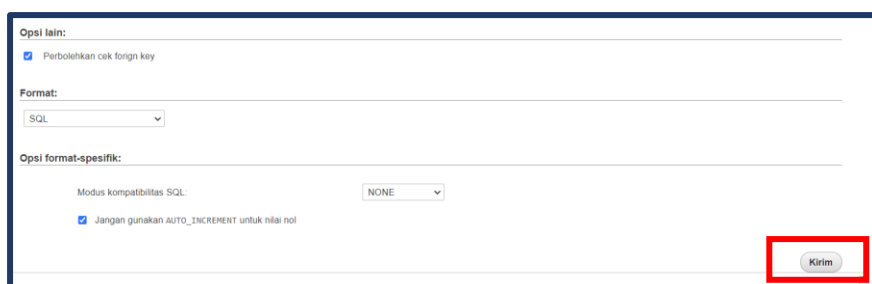 Opsi lain:
Perbolehkan cek forign key
Format:
SQL
Opsi format-spesifik:
Modus kompatibilitas SQL: NONE
Jangan gunakan AUTO_INCREMENT untuk nilai nol
Kirim